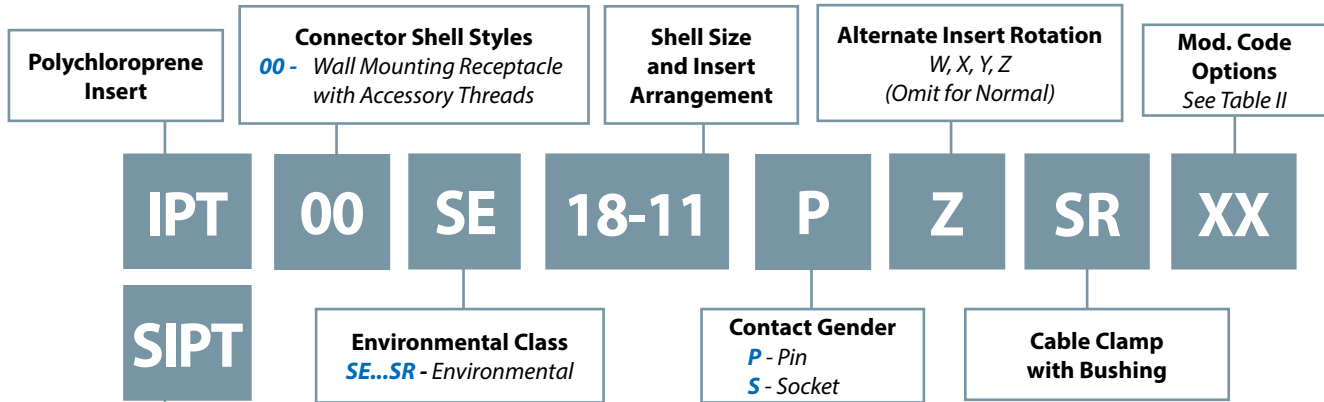 Polychloroprene
Insert
Connector Shell Styles
00 - Wall Mounting Receptacle
with Accessory Threads
Shell Size
and Insert
Arrangement
Alternate Insert Rotation
W, X, Y, Z
(Omit for Normal)
Mod. Code
Options
See Table II
IPT 00 SE 18-11 P Z SR XX
SIPT
Environmental Class
SE...SR - Environmental
Contact Gender
P - Pin
S - Socket
Cable Clamp
with Bushing